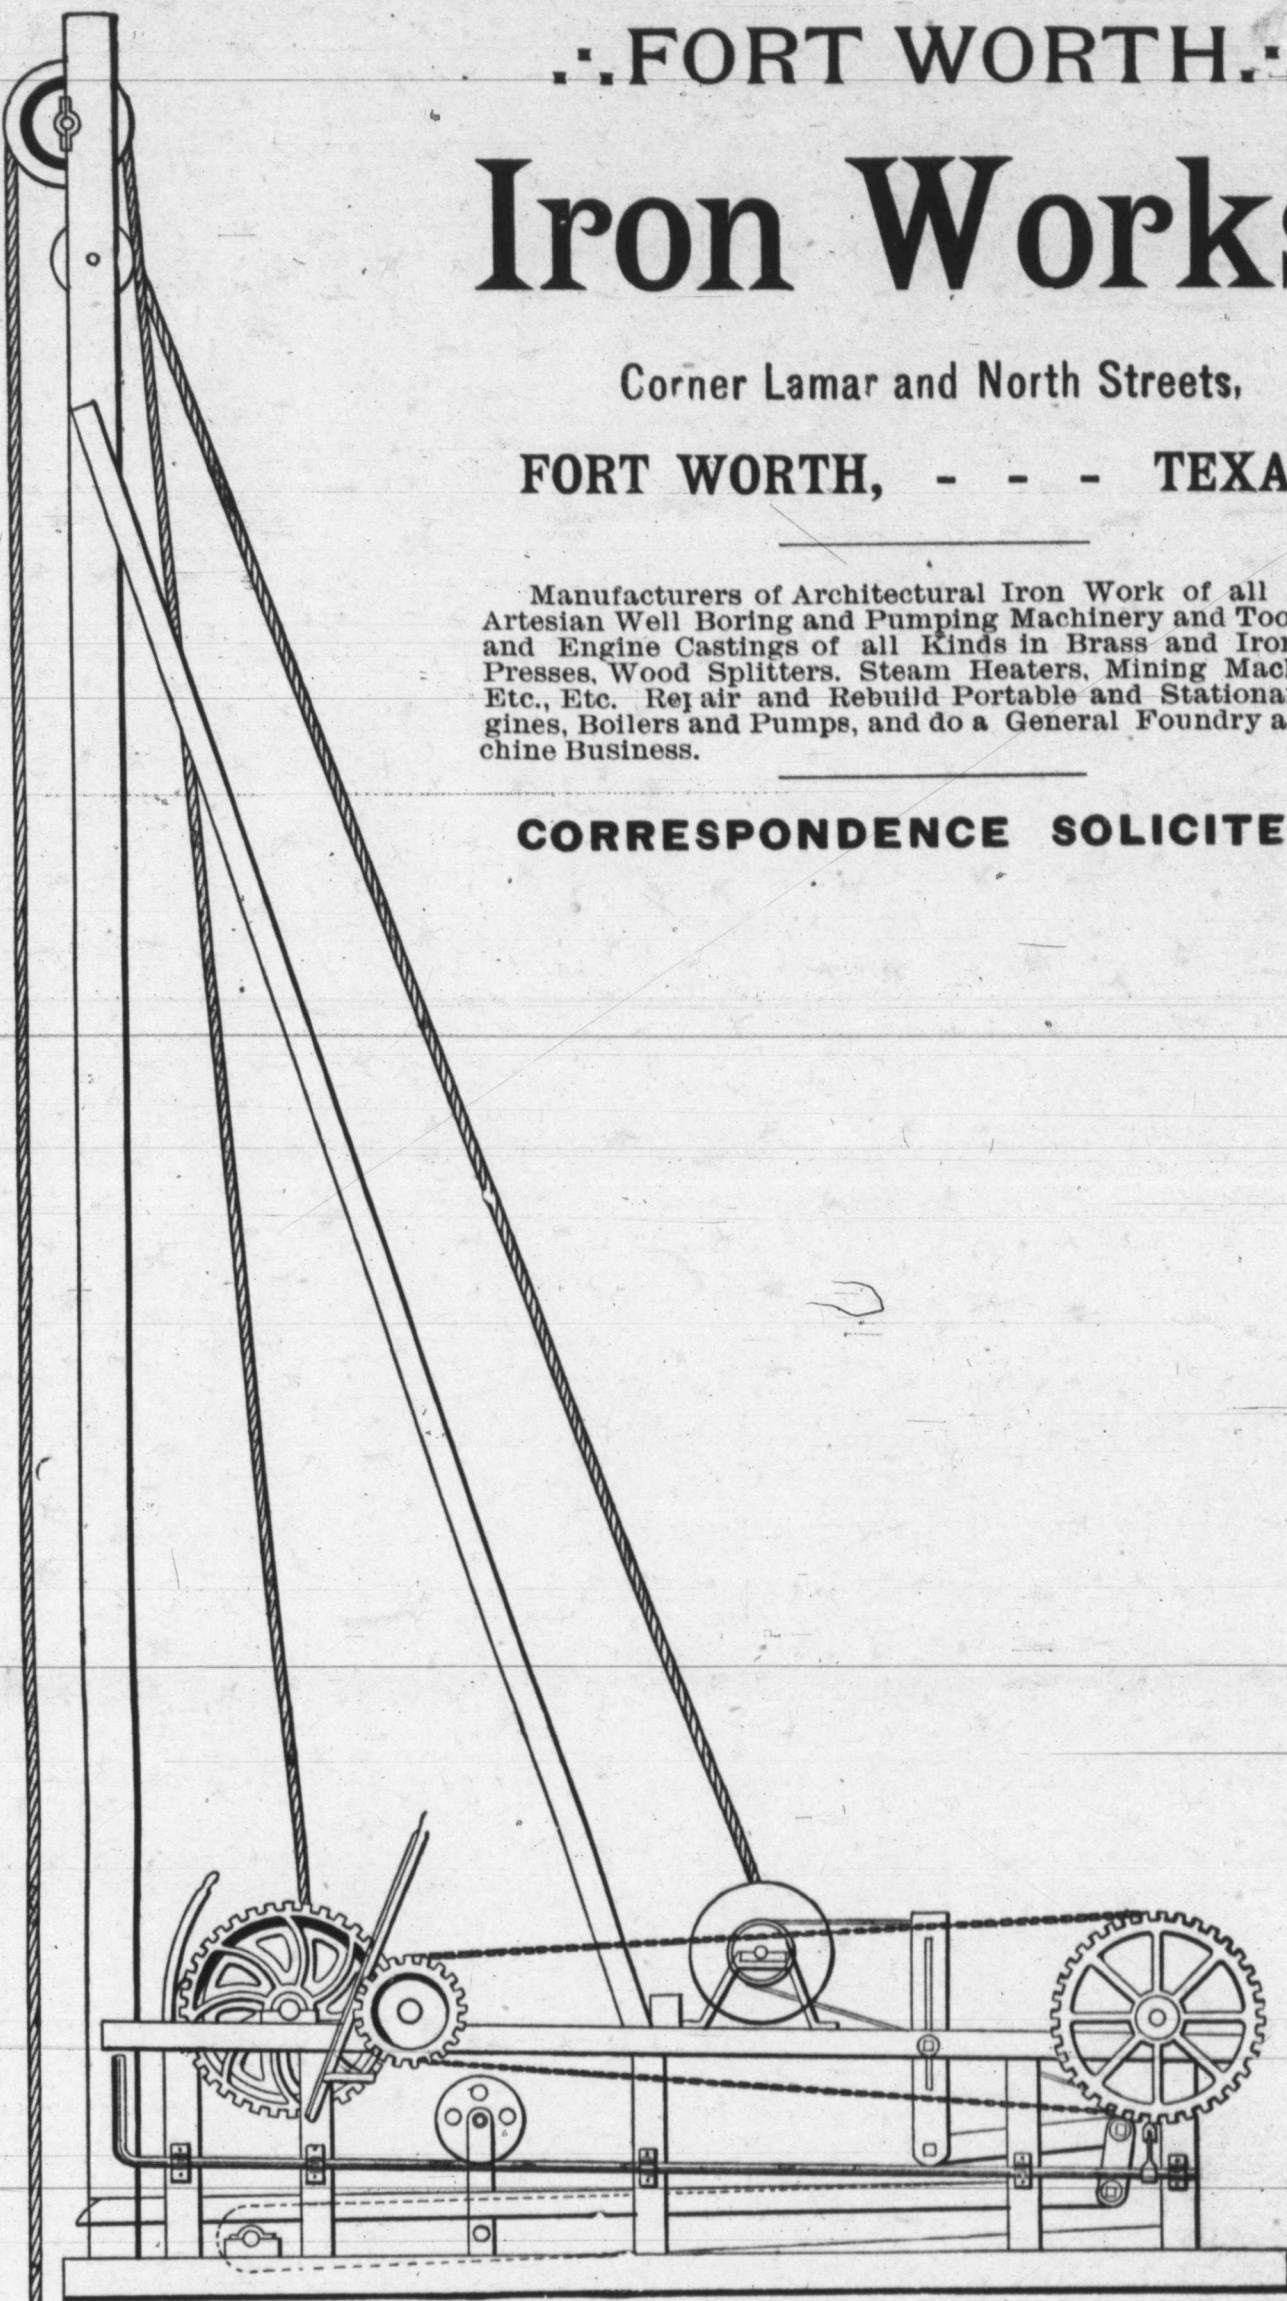 .·.FORT WORTH.·
Iron Works
Corner Lamar and North Streets,
FORT WORTH, - - - TEXA
Manufacturers of Architectural Iron Work of all
Artesian Well Boring and Pumping Machinery and Too
and Engine Castings of all Kinds in Brass and Iron
Presses, Wood Splitters. Steam Heaters, Mining Mach
Etc., Etc. Repair and Rebuild Portable and Stationa
gines, Boilers and Pumps, and do a General Foundry a
chine Business.
CORRESPONDENCE SOLICITE